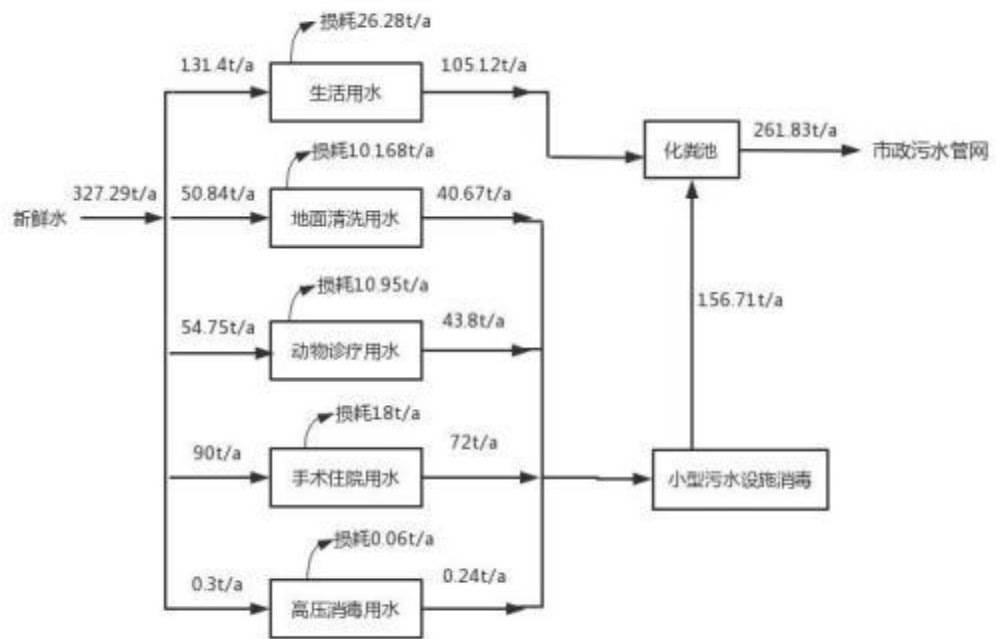 损耗26.28t/a
131.4t/a
生活用水
105.12t/a
化粪池
261.83t/a
市政污水管网
新鲜水
327.29t/a
损耗10.168t/a
50.84t/a
地面清洗用水
40.67t/a
损耗10.95t/a
54.75t/a
动物诊疗用水
43.8t/a
156.71t/a
损耗18t/a
90t/a
手术住院用水
72t/a
小型污水设施消毒
损耗0.06t/a
0.3t/a
高压消毒用水
0.24t/a